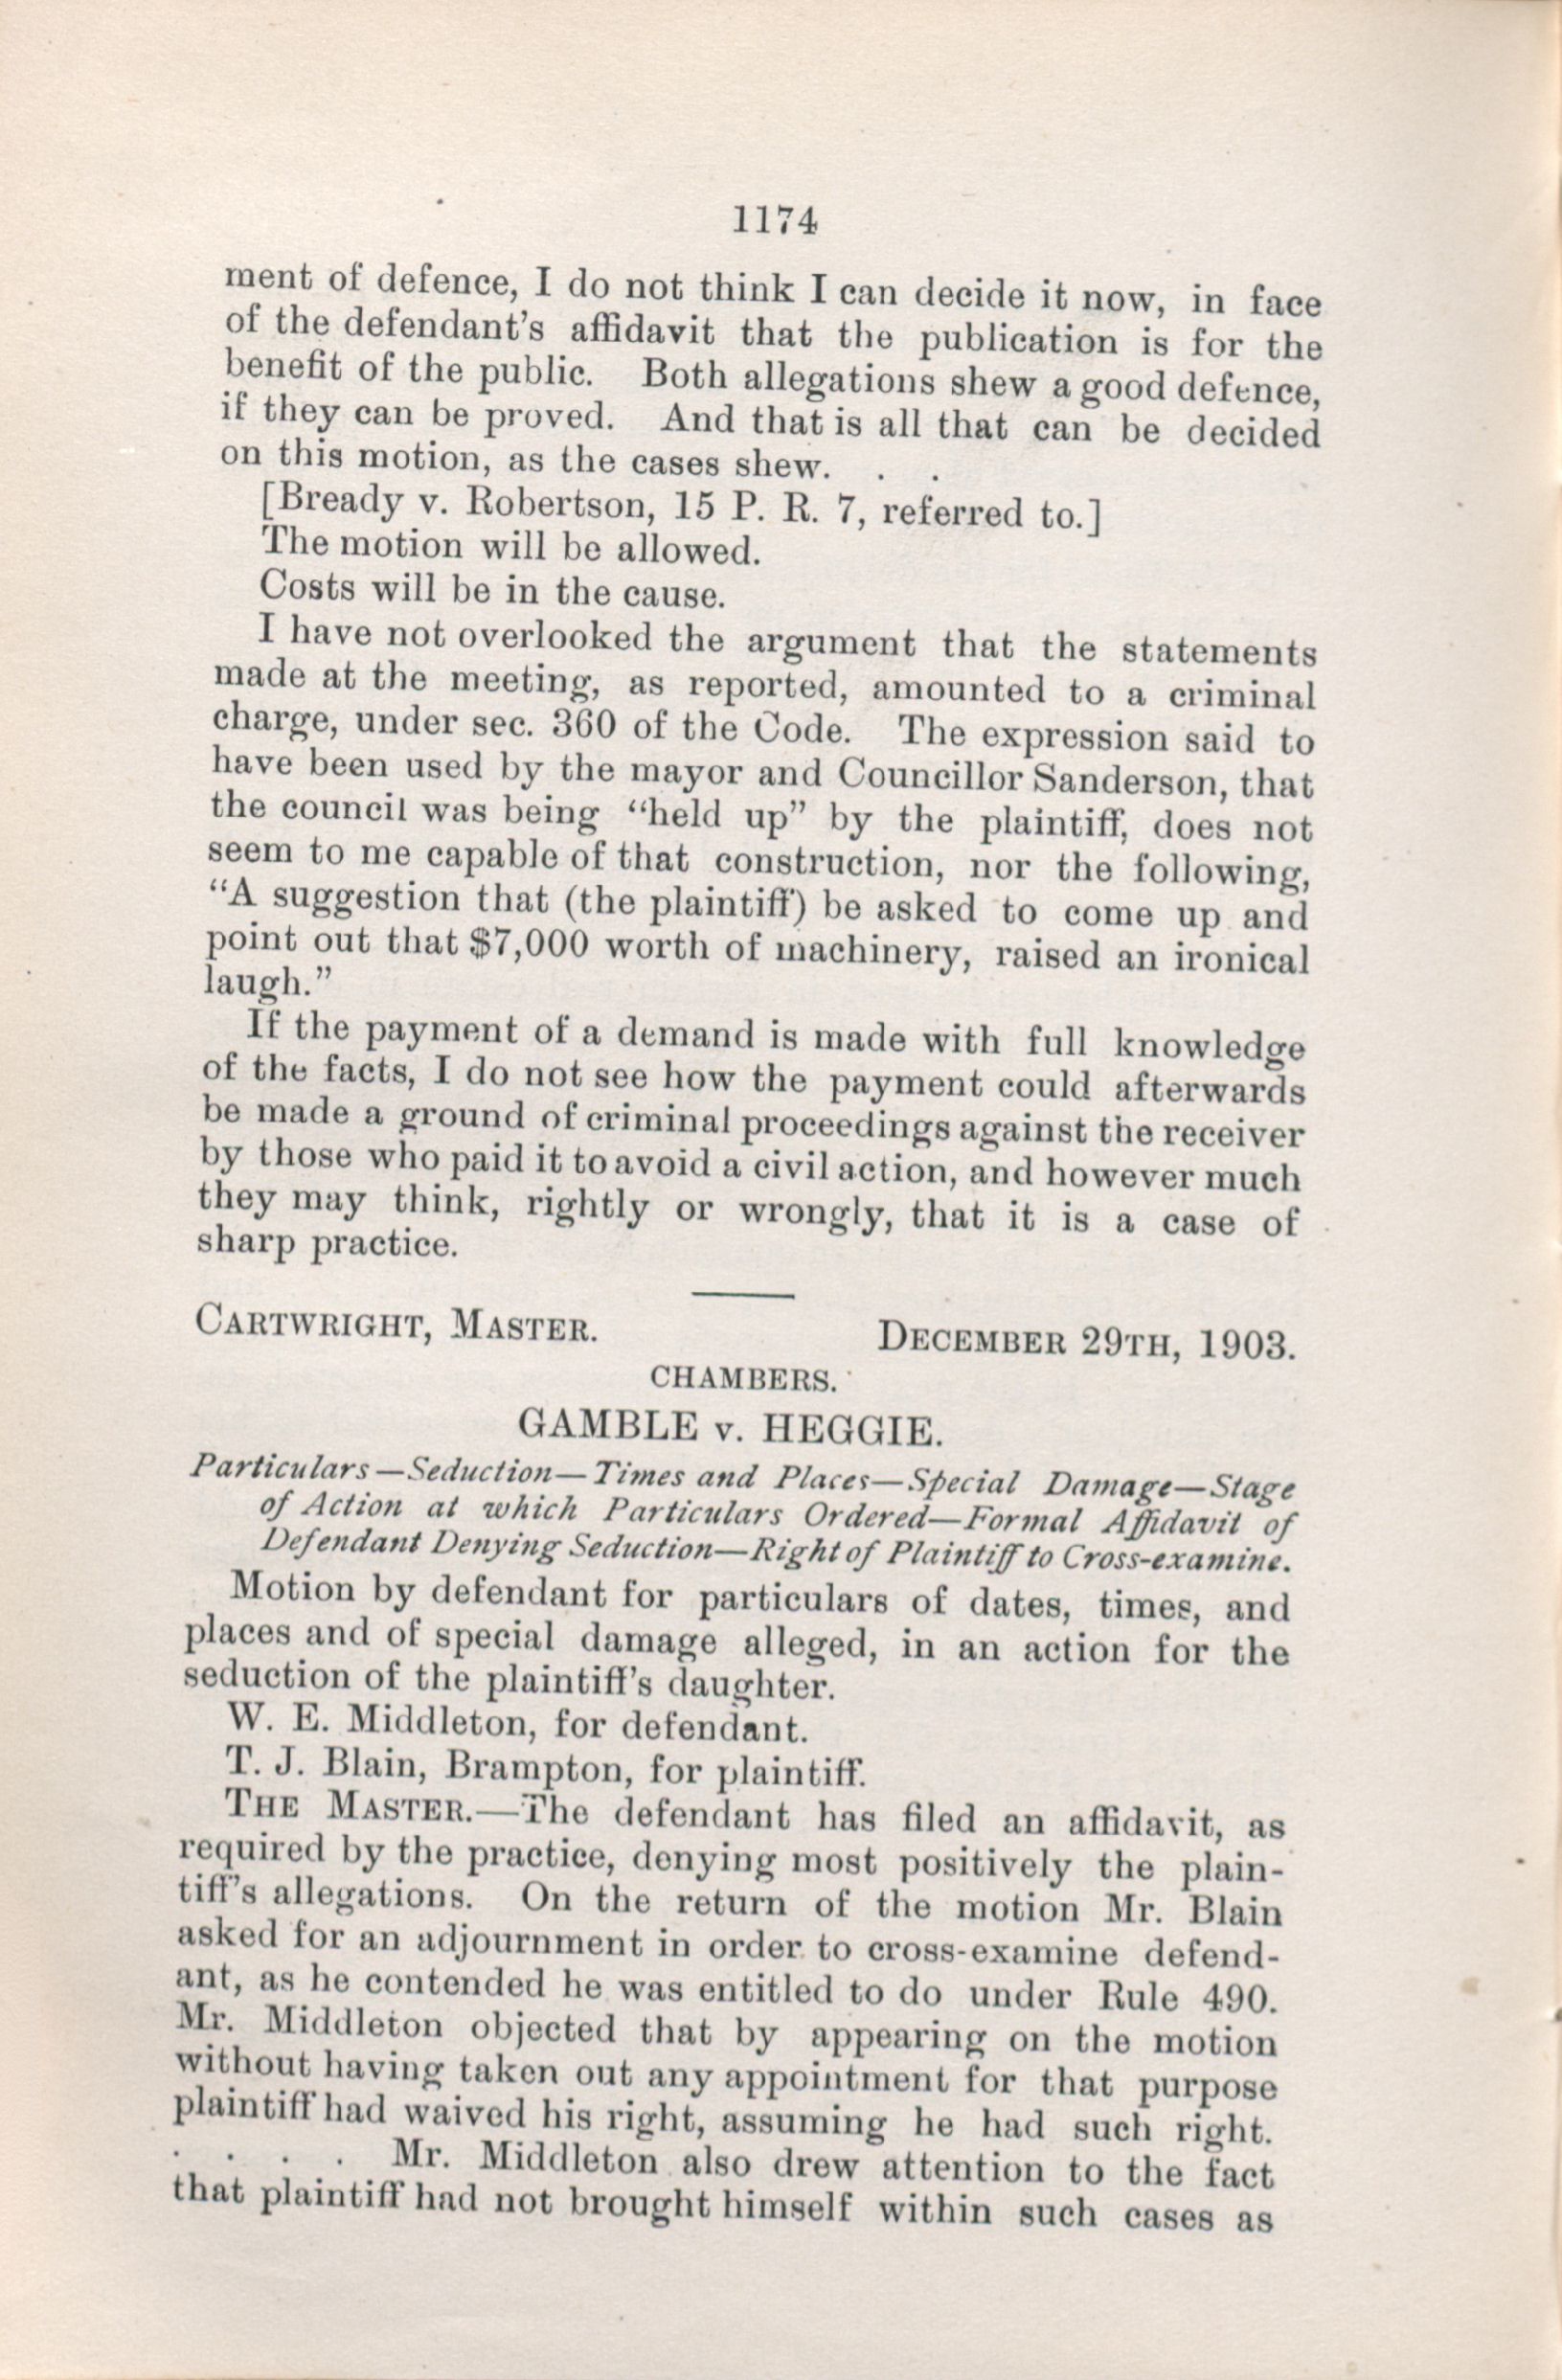 1174
ment of defence, I do not think I can decide it now, in face
of the defendant's affidavit that the publication is for the
benefit of the public. Both allegations shew a good defence,
if they can be proved. And that is all that can be decided
on this motion, as the cases shew. . .
[Bready v. Robertson, 15 P. R. 7, referred to.]
The motion will be allowed.
Costs will be in the cause.
I have not overlooked the argument that the statements
made at the meeting, as reported, amounted to a criminal
charge, under sec. 360 of the Code. The expression said to
have been used by the mayor and Councillor Sanderson, that
the council was being “held up” by the plaintiff, does not
seem to me capable of that construction, nor the following,
“A suggestion that (the plaintiff) be asked to come up and
point out that $7,000 worth of machinery, raised an ironical
laugh.”
If the payment of a demand is made with full knowledge
of the facts, I do not see how the payment could afterwards
be made a ground of criminal proceedings against the receiver
by those who paid it to avoid a civil action, and however much
they may think, rightly or wrongly, that it is a case of
sharp practice.
CARTWRIGHT, MASTER. DECEMBER 29TH, 1903.
CHAMBERS.
GAMBLE v. HEGGIE.
Particulars—Seduction—Times and Places—Special Damage—Stage
of Action at which Particulars Ordered—Formal Affidavit of
Defendant Denying Seduction—Right of Plaintiff to Cross-examine.
Motion by defendant for particulars of dates, times, and
places and of special damage alleged, in an action for the
seduction of the plaintiff's daughter.
W. E. Middleton, for defendant.
T. J. Blain, Brampton, for plaintiff.
THE MASTER.—The defendant has filed an affidavit, as
required by the practice, denying most positively the plain-
tiff's allegations. On the return of the motion Mr. Blain
asked for an adjournment in order to cross-examine defend-
ant, as he contended he was entitled to do under Rule 490.
Mr. Middleton objected that by appearing on the motion
without having taken out any appointment for that purpose
plaintiff had waived his right, assuming he had such right.
. . . . Mr. Middleton also drew attention to the fact
that plaintiff had not brought himself within such cases as